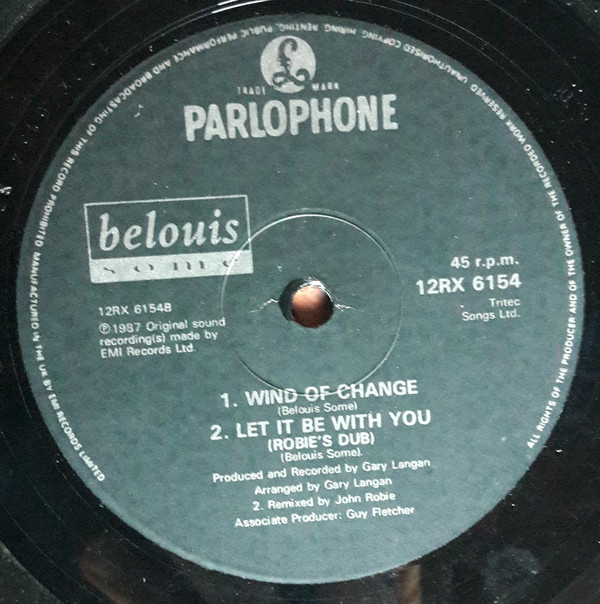 £
TRADE MARK
PARLOPHONE
belouis
some
45 r.p.m.
12RX 6154
Tritec
Songs Ltd.
12RX 6154B
Ⓟ1987 Original sound
recording(s) made by
EMI Records Ltd.
1. WIND OF CHANGE
(Belouis Some)
2. LET IT BE WITH YOU
(ROBIE'S DUB)
(Belouis Some).
Produced and Recorded by Gary Langan
Arranged by Gary Langan
2. Remixed by John Robie
Associate Producer: Guy Fletcher
ALL RIGHTS OF THE PRODUCER AND OF THE OWNER OF THE RECORDED WORK RESERVED. UNAUTHORISED COPYING, HIRING, RENTING, PUBLIC PERFORMANCE AND BROADCASTING OF THIS RECORD PROHIBITED. MANUFACTURED IN THE U.K. BY EMI RECORDS LIMITED